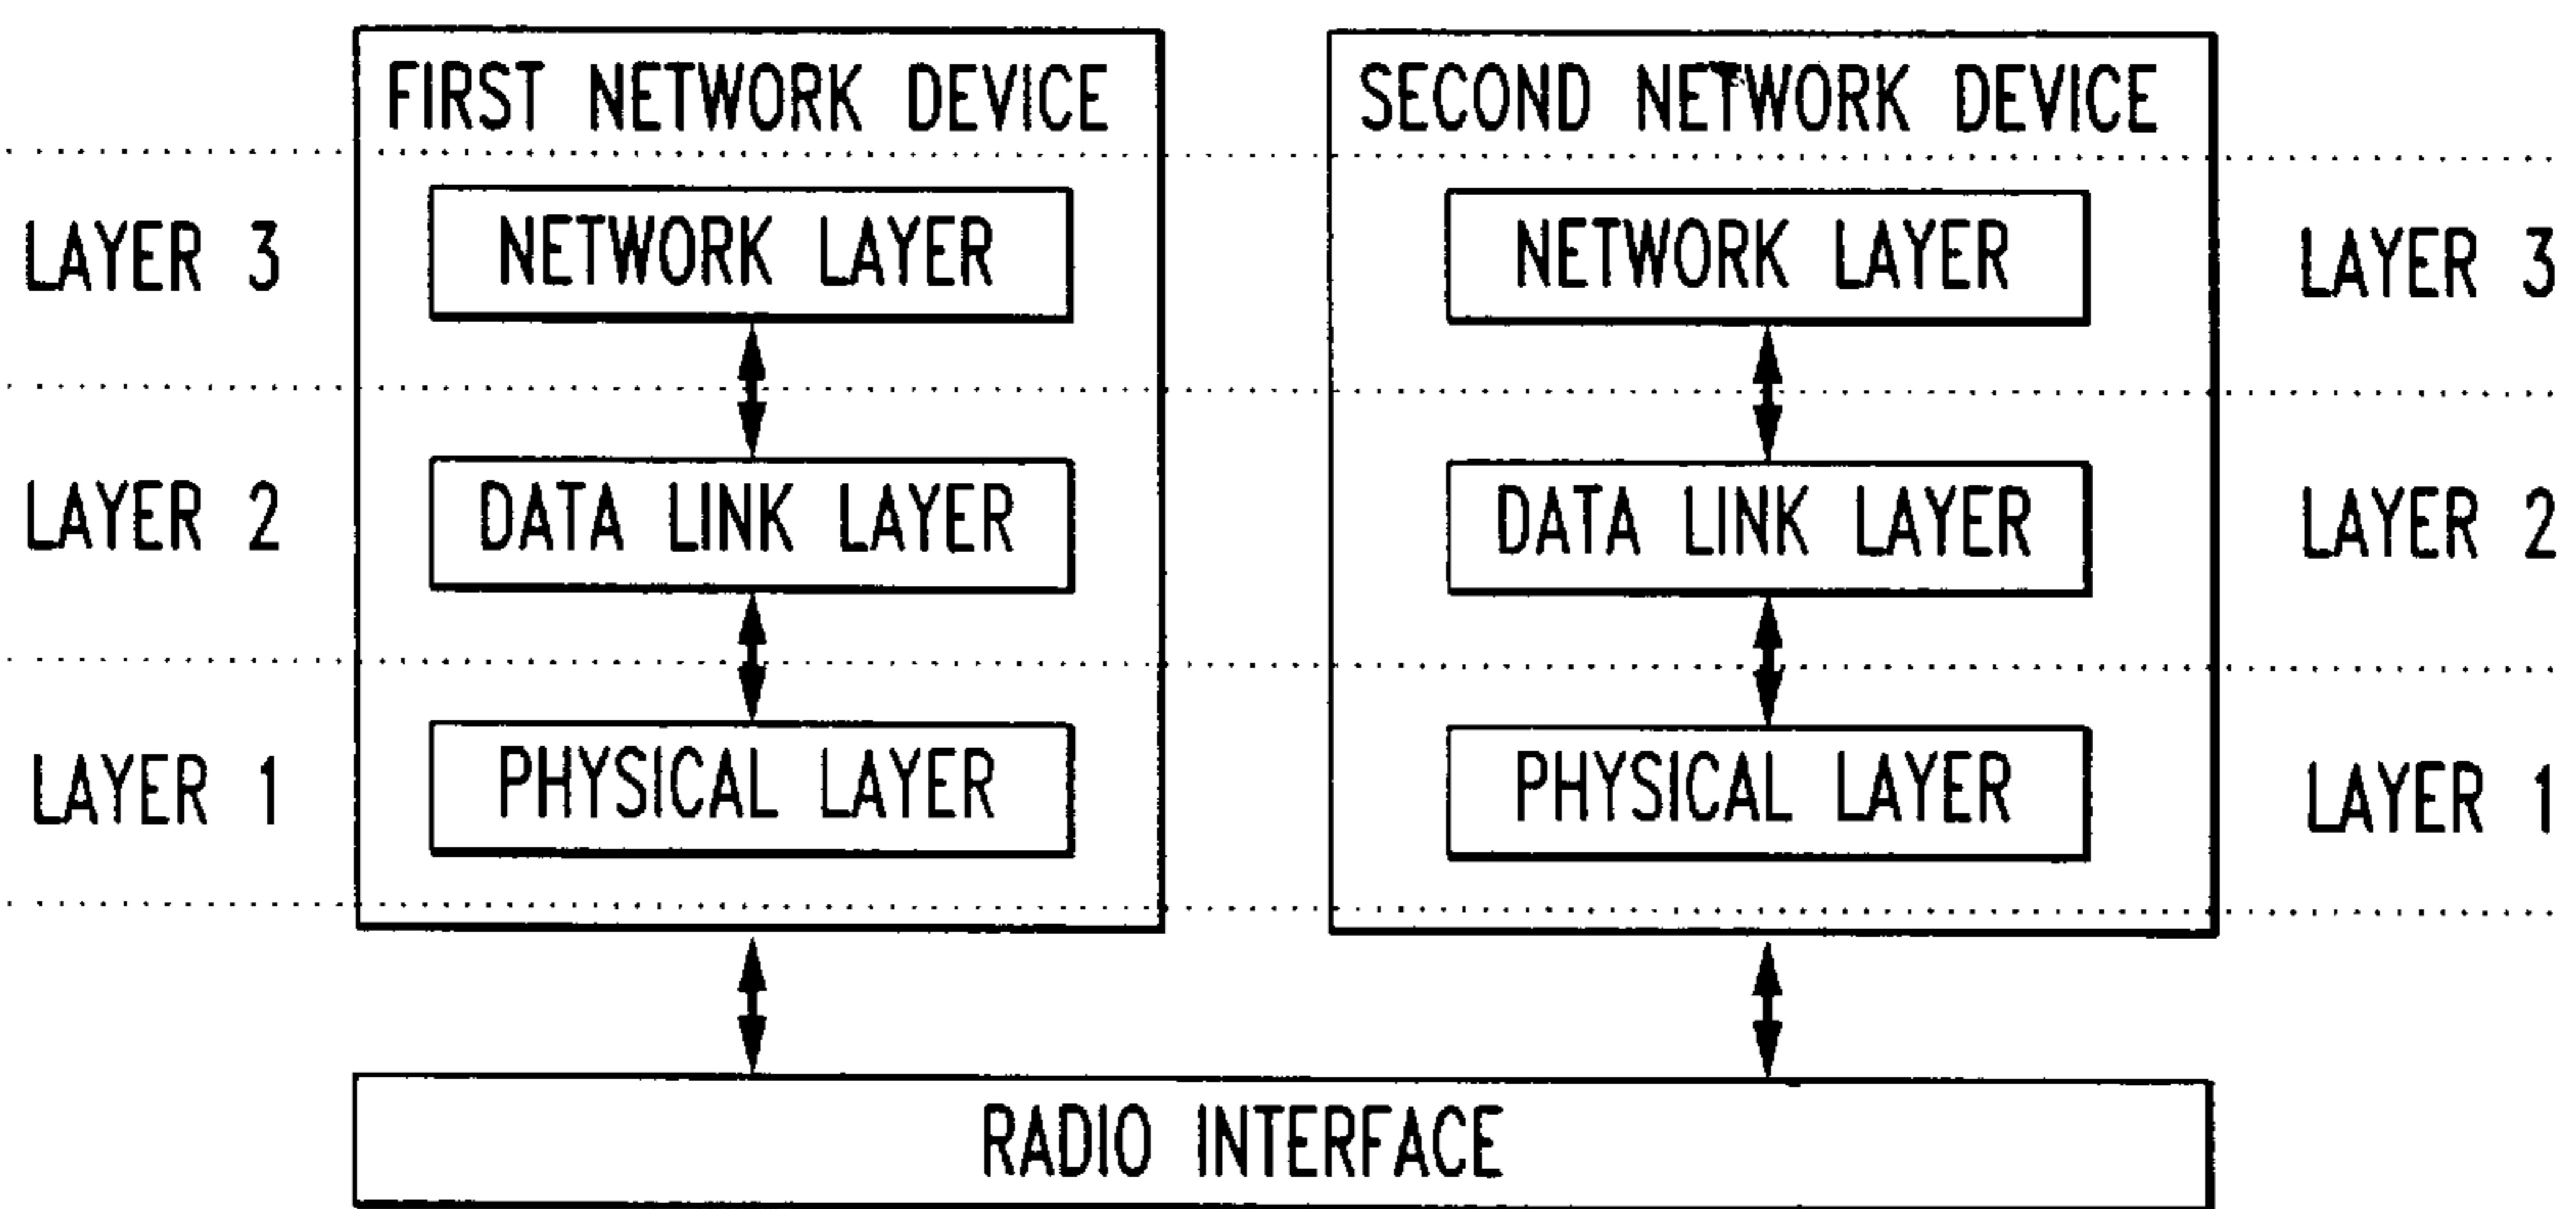 FIRST NETWORK DEVICE
SECOND NETWORK DEVICE
LAYER 3
NETWORK LAYER
NETWORK LAYER
LAYER 3
LAYER 2
DATA LINK LAYER
DATA LINK LAYER
LAYER 2
LAYER 1
PHYSICAL LAYER
PHYSICAL LAYER
LAYER 1
RADIO INTERFACE